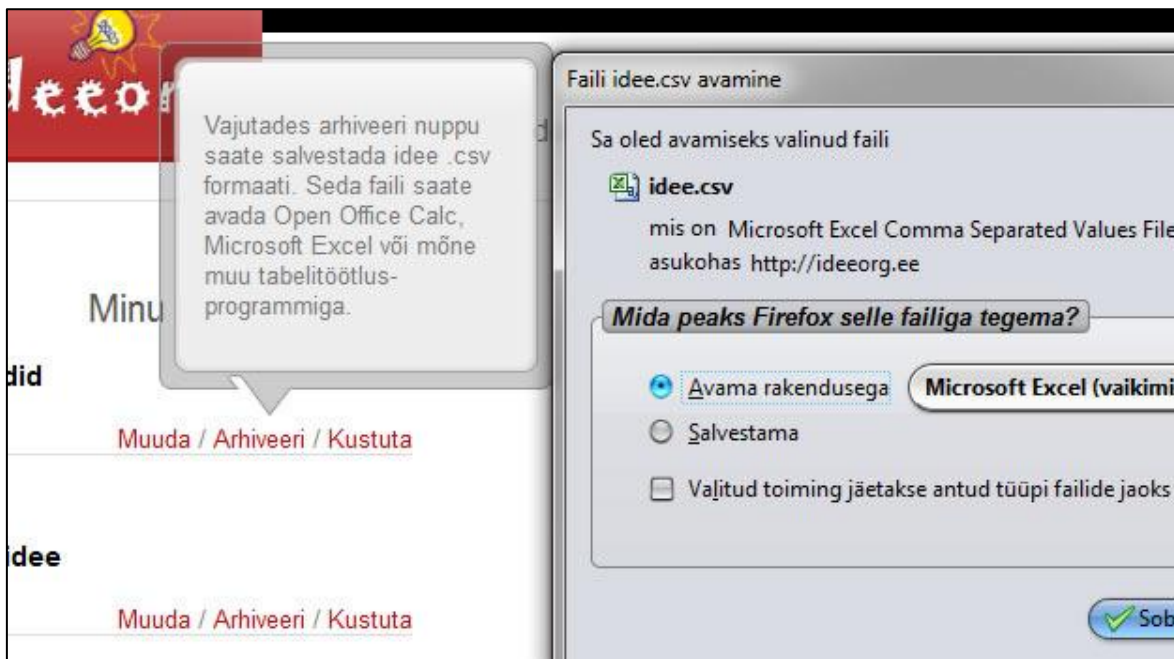 Vajutades arhiveeri nuppu
saate salvestada idee .csv
formaati. Seda faili saate
avada Open Office Calc,
Microsoft Excel või mõne
muu tabelitöötlus-
programmiga.
Minu
did
Muuda / Arhiveeri / Kustuta
idee
Muuda / Arhiveeri / Kustuta
Faili idee.csv avamine
Sa oled avamiseks valinud faili
idee.csv
mis on Microsoft Excel Comma Separated Values File
asukohas http://ideeorg.ee
Mida peaks Firefox selle failiga tegema?
Avama rakendusega Microsoft Excel (vaikimi
Salvestama
Valitud toiming jäetakse antud tüüpi failide jaoks
Sob